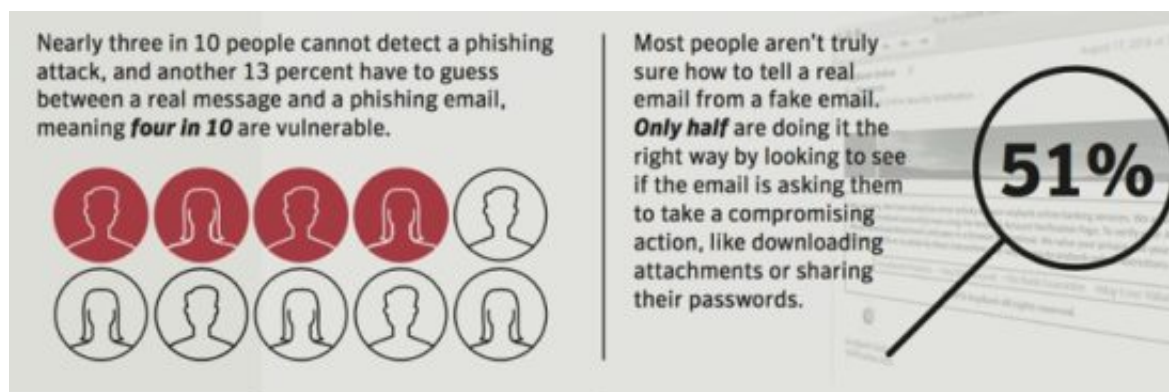 Nearly three in 10 people cannot detect a phishing
attack, and another 13 percent have to guess
between a real message and a phishing email,
meaning four in 10 are vulnerable.
Most people aren't truly
sure how to tell a real
email from a fake email.
Only half are doing it the
right way by looking to see
if the email is asking them
to take a compromising
action, like downloading
attachments or sharing
their passwords.
51%